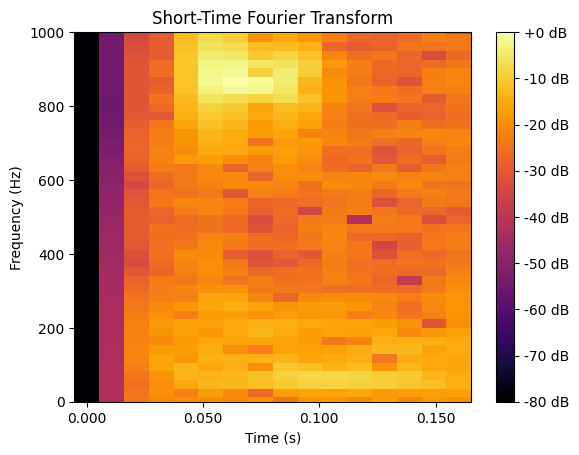 Short-Time Fourier Transform
Frequency (Hz)
1000
800
600
400
200
0
0.000
0.050
0.100
0.150
Time (s)
+0 dB
-10 dB
-20 dB
-30 dB
-40 dB
-50 dB
-60 dB
-70 dB
-80 dB